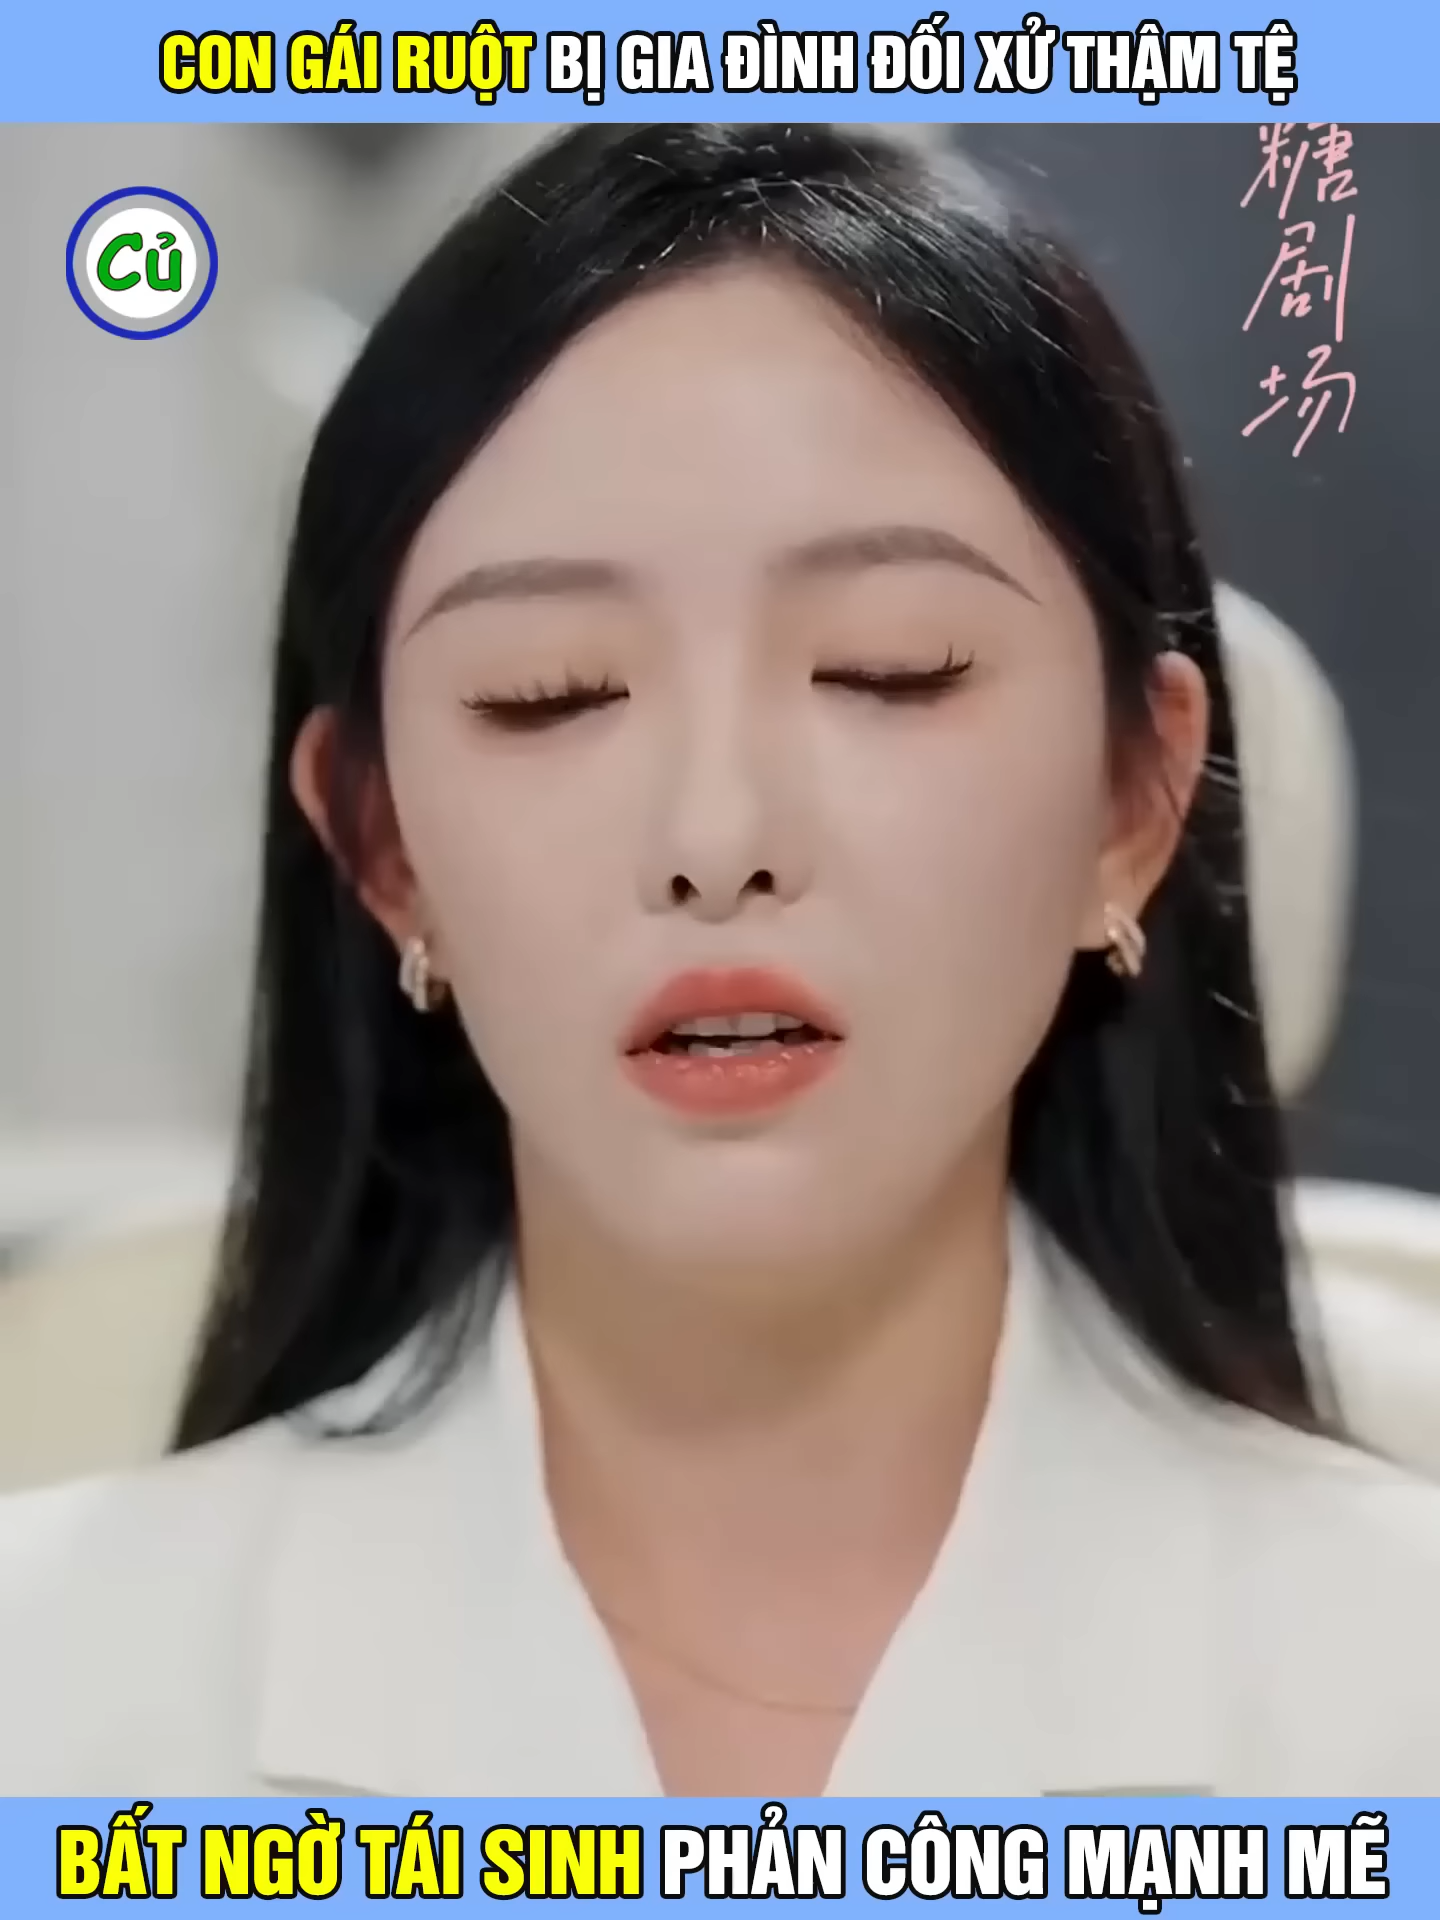 CON GÁI RUỘT BỊ GIA ĐÌNH ĐỐI XỬ THẬM TỆ
Củ
糖
剧
场
BẤT NGỜ TÁI SINH PHẢN CÔNG MẠNH MẼ